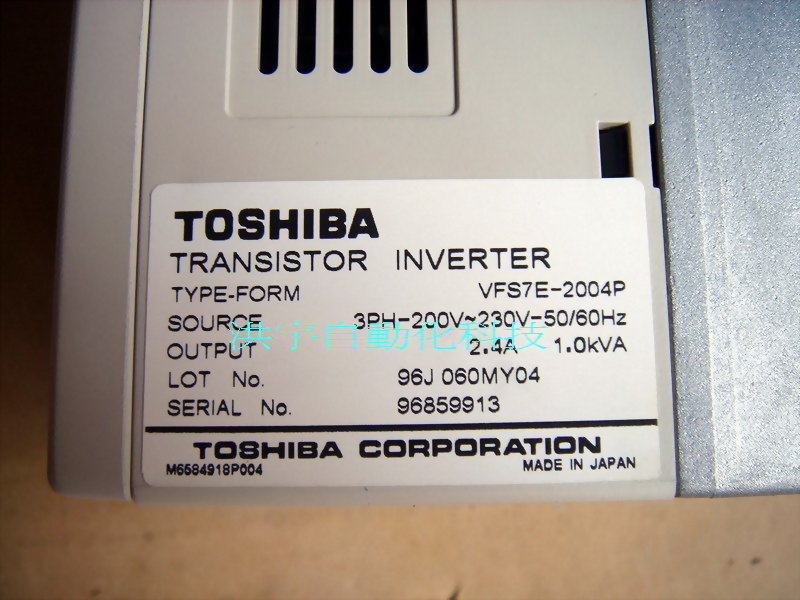 TOSHIBA
TRANSISTOR INVERTER
TYPE-FORM VFS7E-2004P
SOURCE 3PH-200V~230V-50/60Hz
洪宇自動化科技
OUTPUT 2.4A 1.0kVA
LOT No. 96J 060MY04
SERIAL No. 96859913
TOSHIBA CORPORATION
M6584918P004 MADE IN JAPAN